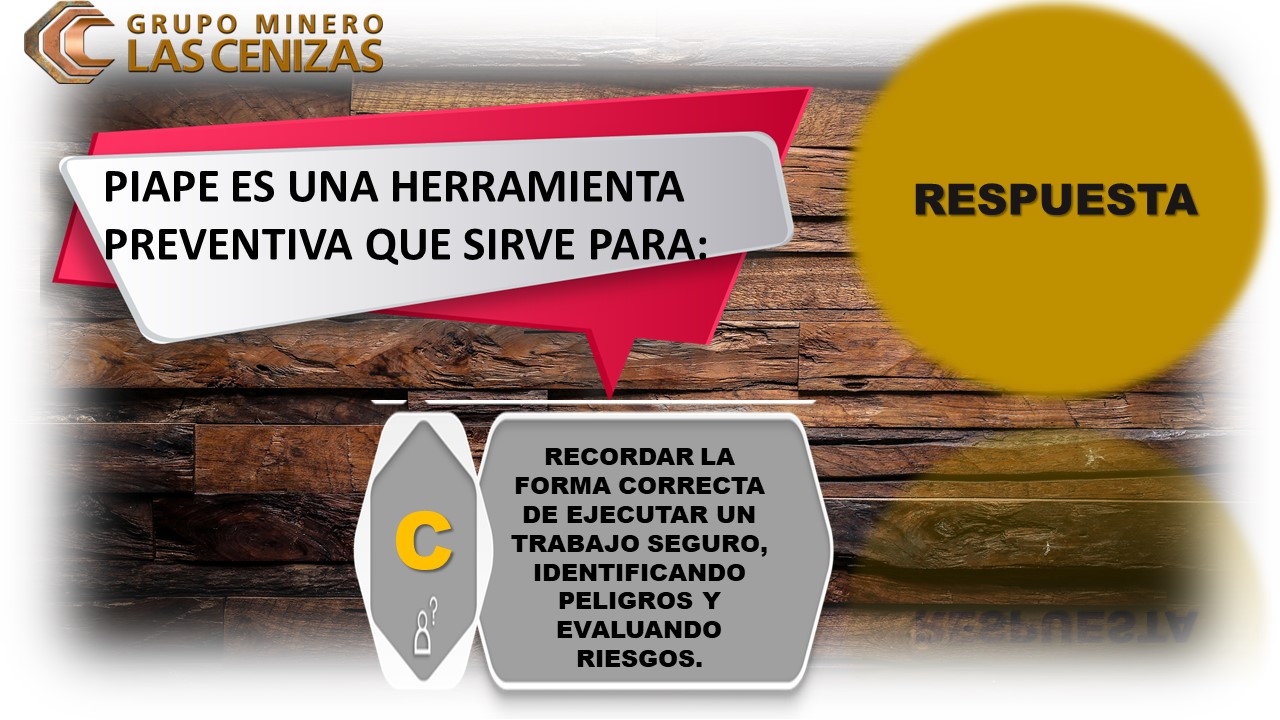 GRUPO MINERO
LAS CENIZAS
PIAPE ES UNA HERRAMIENTA
PREVENTIVA QUE SIRVE PARA:
RESPUESTA
C
RECORDAR LA
FORMA CORRECTA
DE EJECUTAR UN
TRABAJO SEGURO,
IDENTIFICANDO
PELIGROS Y
EVALUANDO
RIESGOS.
RESPUESTA